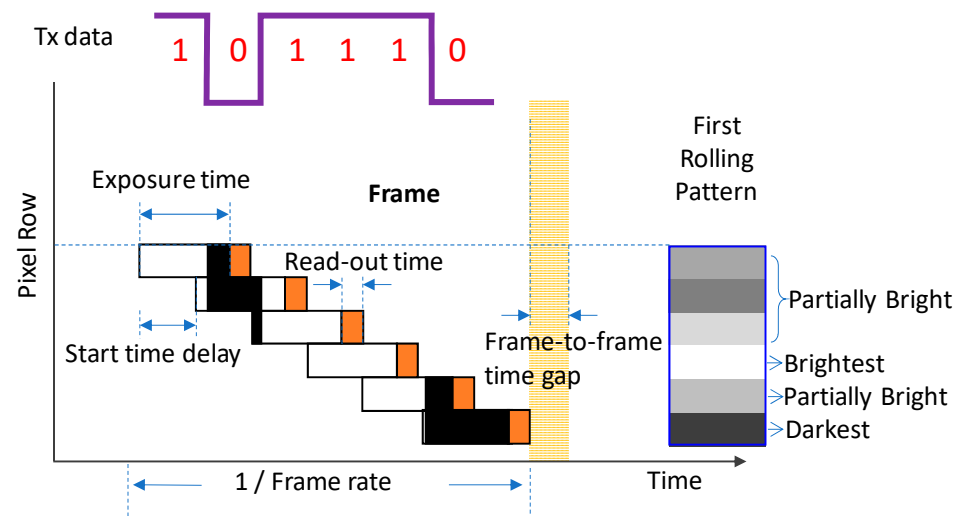 Tx data
1 0 1 1 1 0
First
Rolling
Pattern
Exposure time
Frame
Pixel Row
Read-out time
Partially Bright
Start time delay
Frame-to-frame
time gap
Brightest
Partially Bright
Darkest
1 / Frame rate
Time